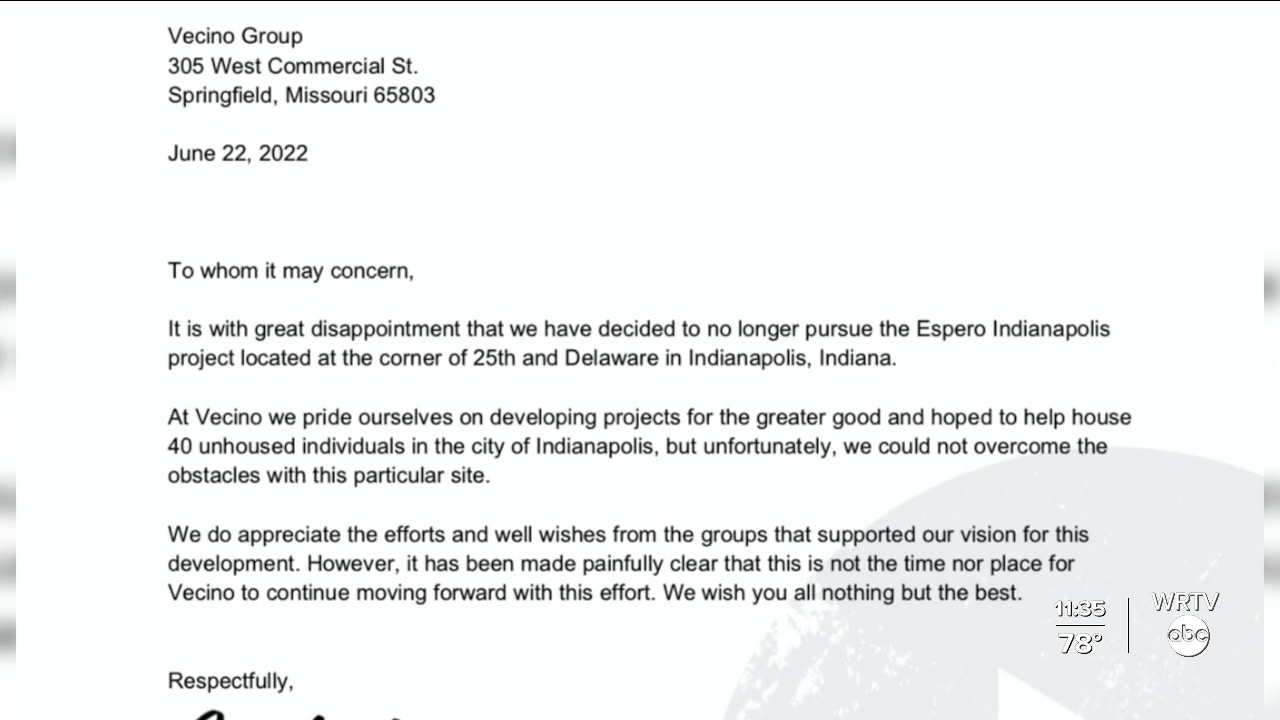 Vecino Group
305 West Commercial St.
Springfield, Missouri 65803
June 22, 2022
To whom it may concern,
It is with great disappointment that we have decided to no longer pursue the Espero Indianapolis
project located at the corner of 25th and Delaware in Indianapolis, Indiana.
At Vecino we pride ourselves on developing projects for the greater good and hoped to help house
40 unhoused individuals in the city of Indianapolis, but unfortunately, we could not overcome the
obstacles with this particular site.
We do appreciate the efforts and well wishes from the groups that supported our vision for this
development. However, it has been made painfully clear that this is not the time nor place for
Vecino to continue moving forward with this effort. We wish you all nothing but the best.
Respectfully,
11:35
78°
WRTV
abc